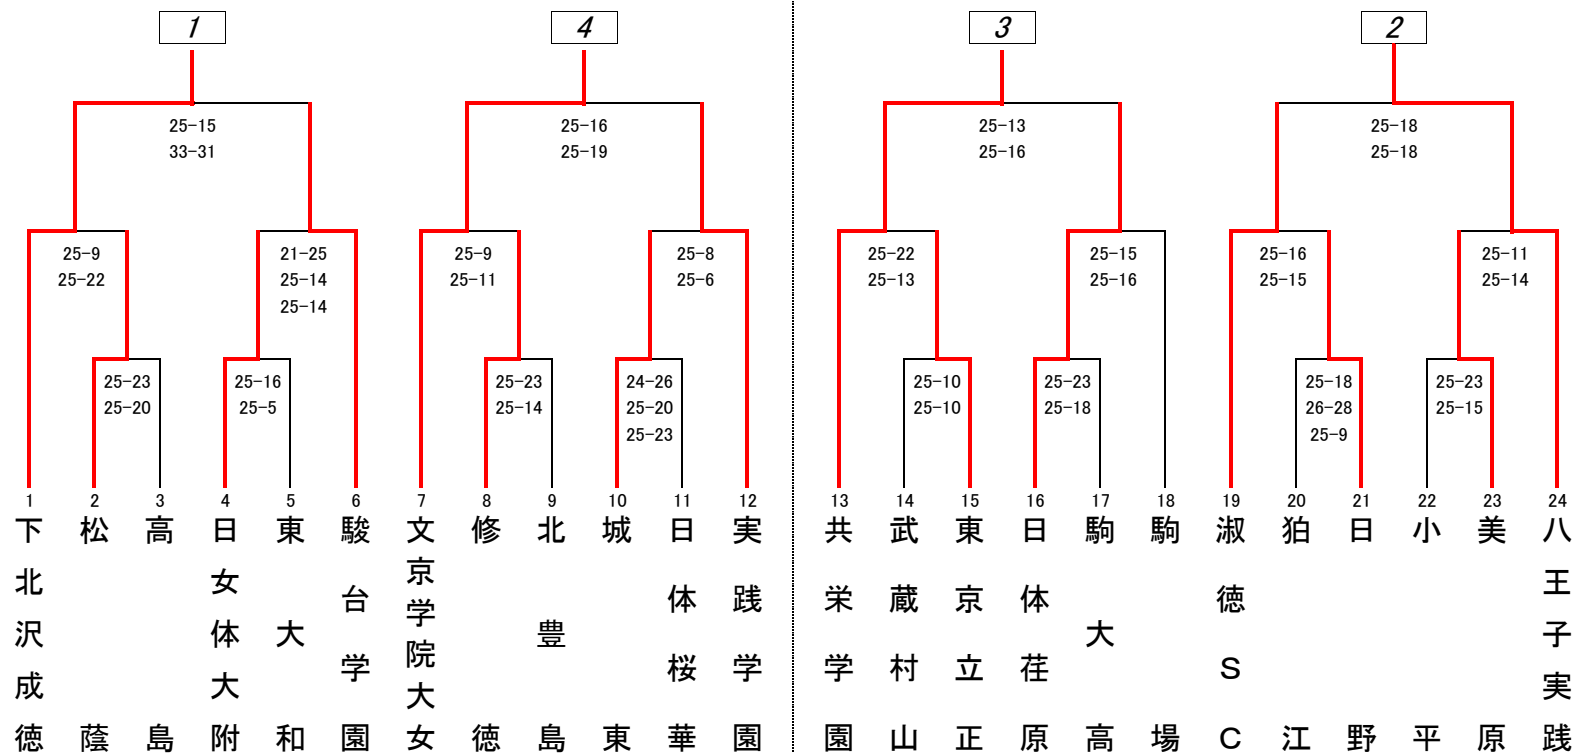 1
4
3
2
25-15
33-31
25-16
25-19
25-13
25-16
25-18
25-18
25-9
25-22
21-25
25-14
25-14
25-9
25-11
25-8
25-6
25-22
25-13
25-15
25-16
25-16
25-15
25-11
25-14
25-23
25-20
25-16
25-5
25-23
25-14
24-26
25-20
25-23
25-10
25-10
25-23
25-18
25-18
26-28
25-9
25-23
25-15
1
2
3
4
5
6
7
8
9
10
11
12
13
14
15
16
17
18
19
20
21
22
23
24
下北沢成徳
松蔭
高島
日女体大附
東大和
駿台学園
文京学院大女
修徳
北豊島
城東
日体桜華
実践学園
共栄学園
武蔵村山
東京立正
日体荏原
駒大高
駒場
淑徳SC
狛江
日野
小平
美原
八王子実践